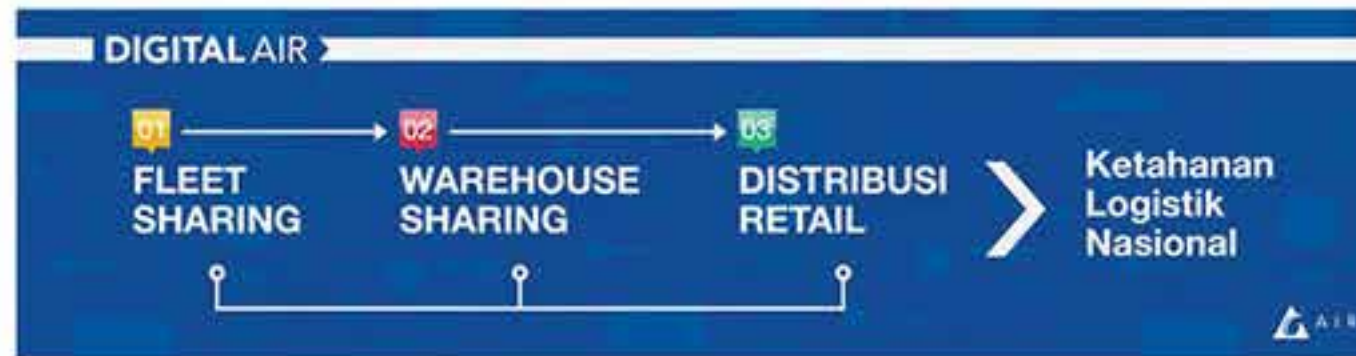 DIGITAL AIR
01
FLEET
SHARING
02
WAREHOUSE
SHARING
03
DISTRIBUSI
RETAIL
Ketahanan
Logistik
Nasional